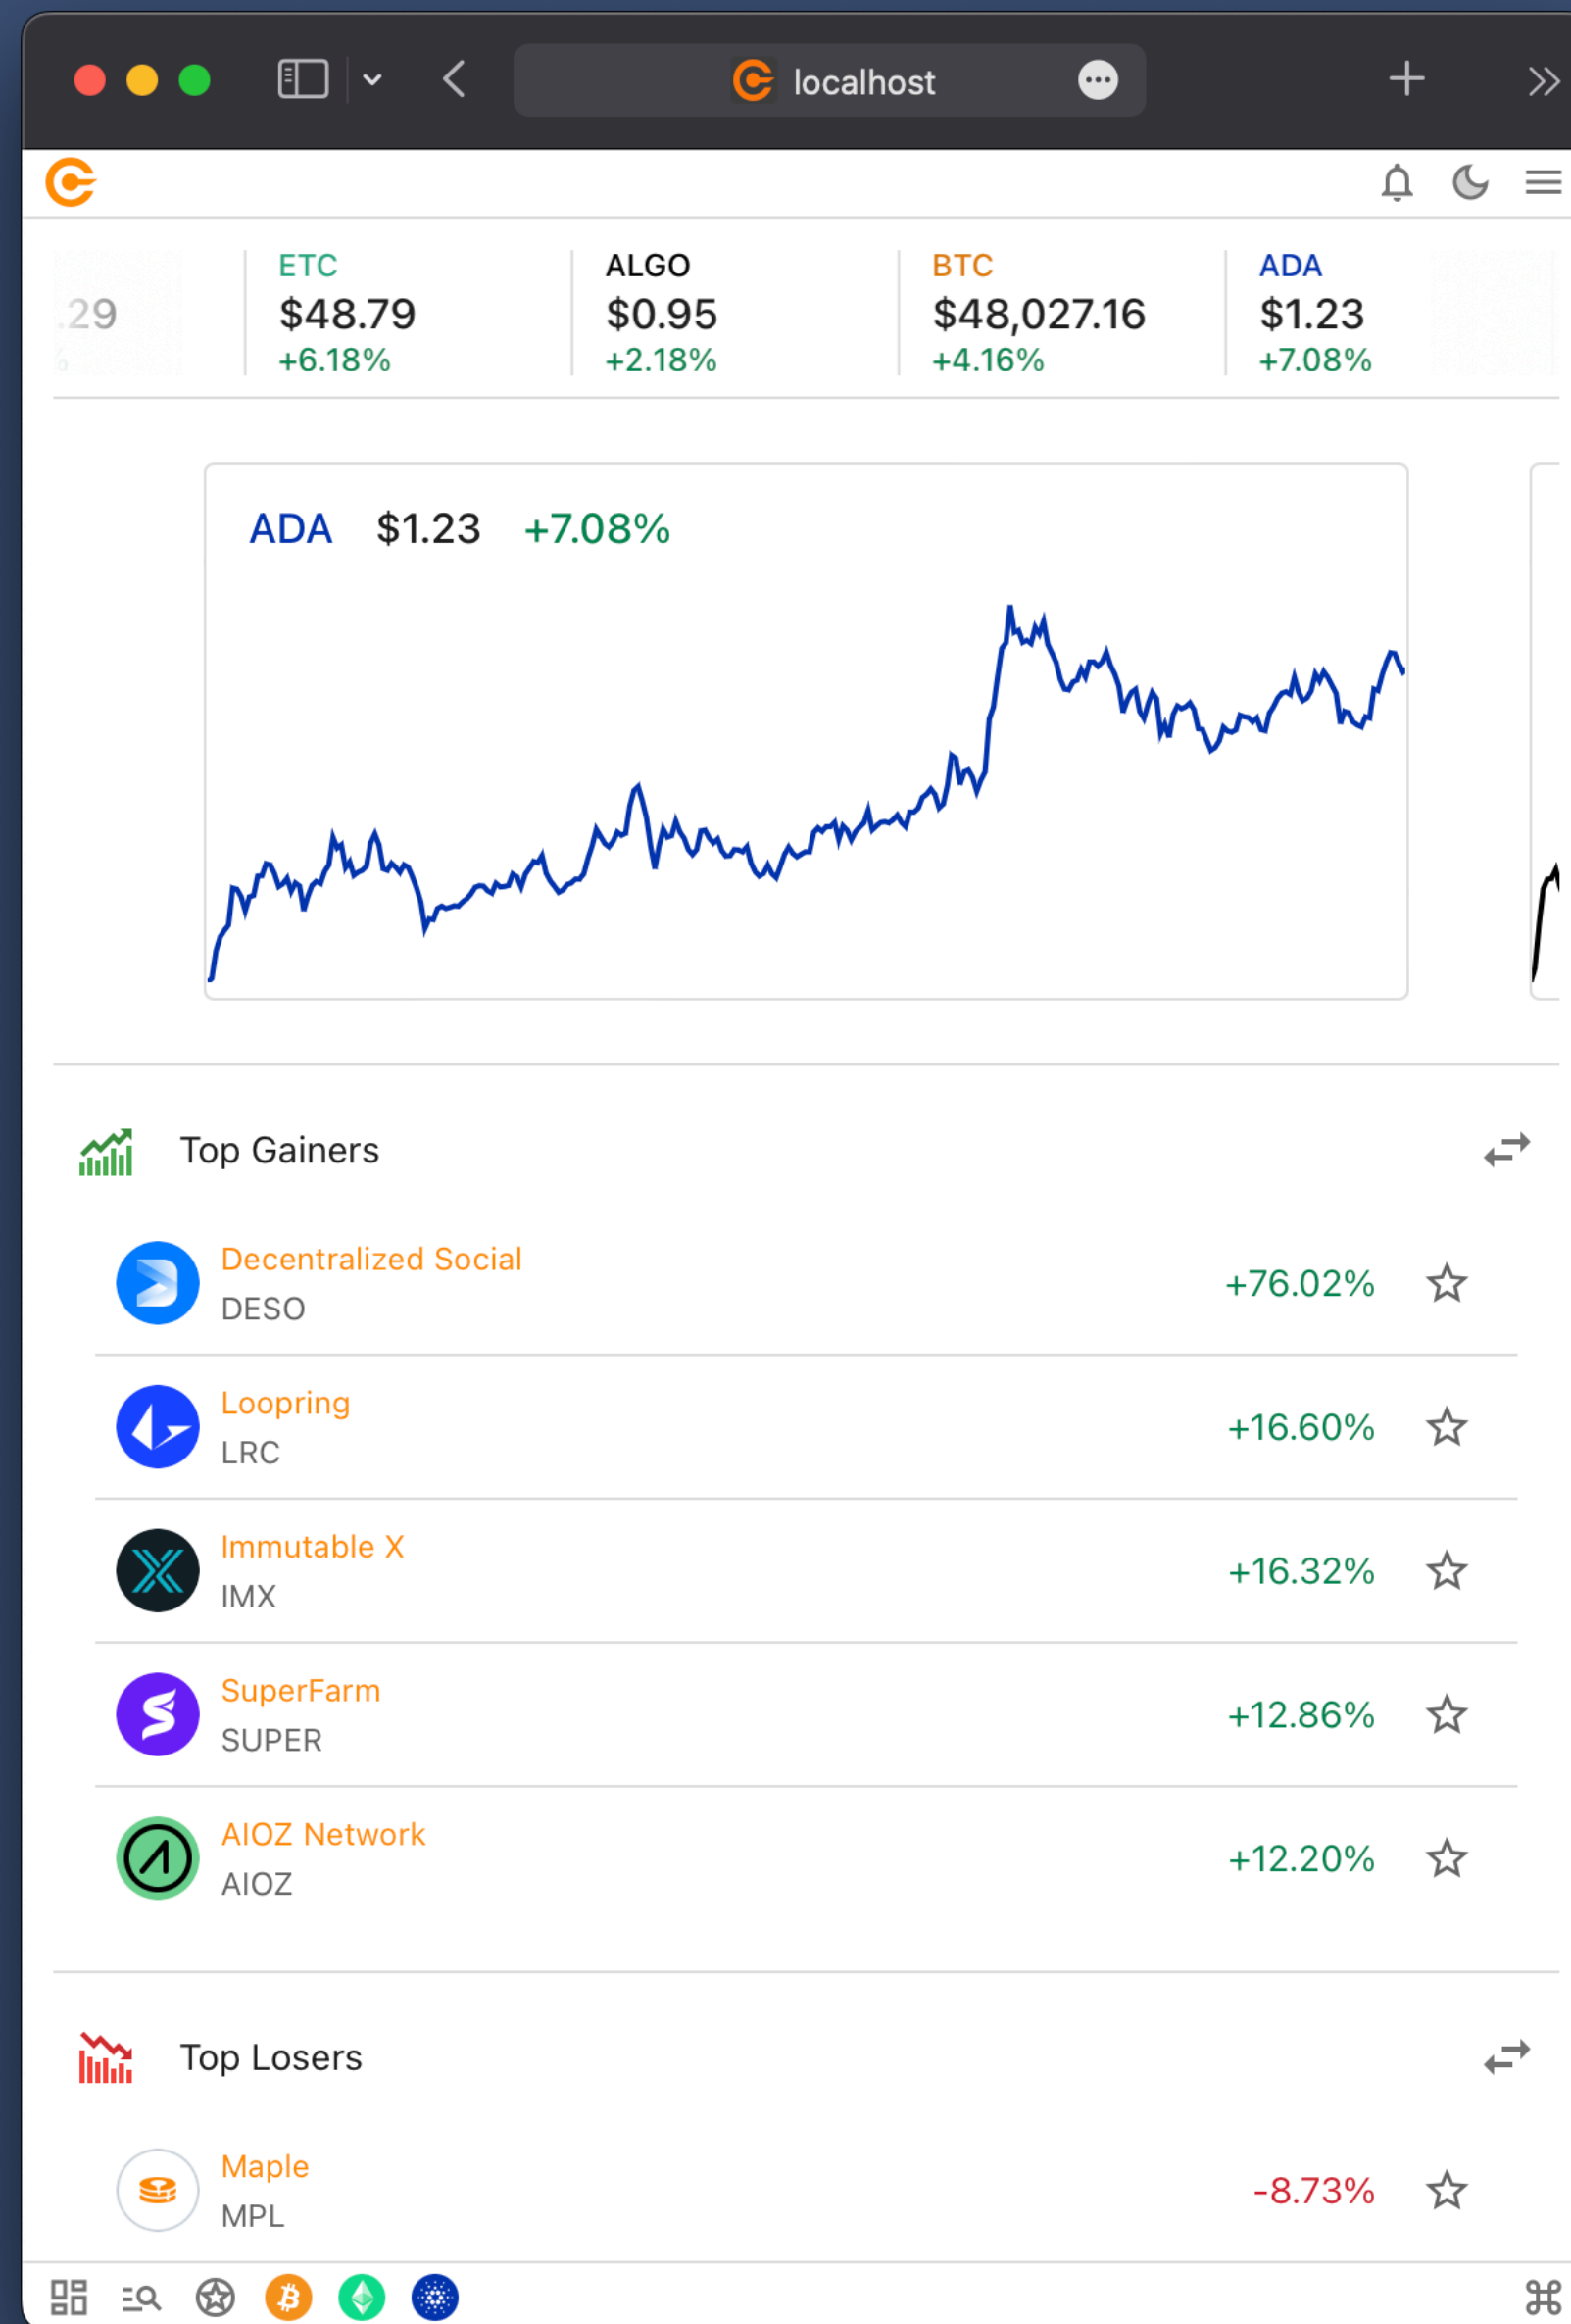 localhost
.29
ETC
$48.79
+6.18%
ALGO
$0.95
+2.18%
BTC
$48,027.16
+4.16%
ADA
$1.23
+7.08%
ADA $1.23 +7.08%
Top Gainers
Decentralized Social
DESO
+76.02%
Loopring
LRC
+16.60%
Immutable X
IMX
+16.32%
SuperFarm
SUPER
+12.86%
AIOZ Network
AIOZ
+12.20%
Top Losers
Maple
MPL
-8.73%